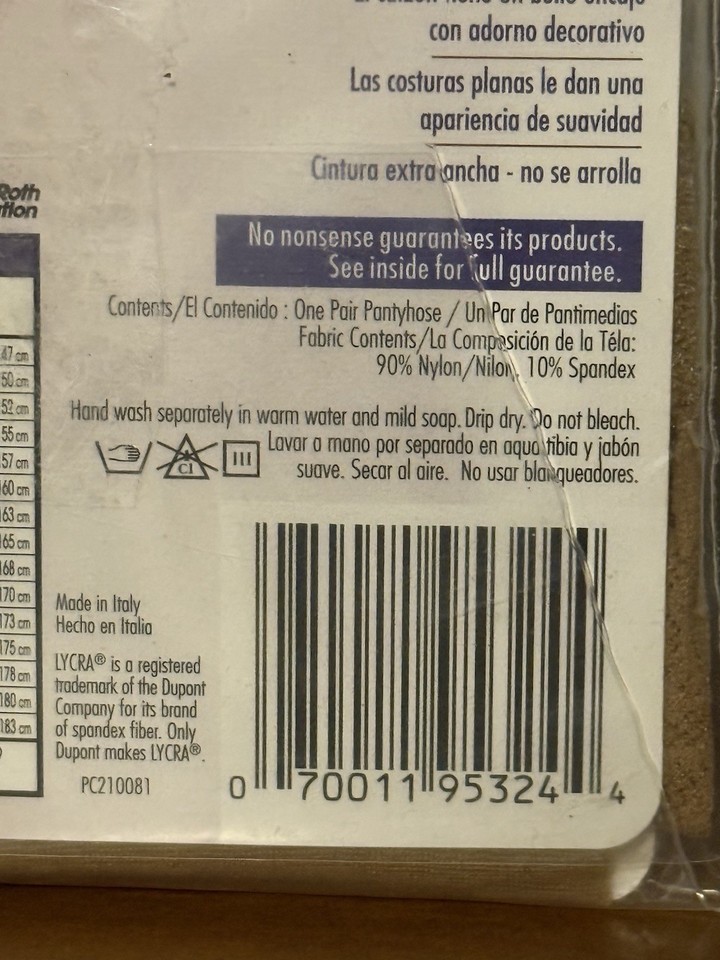 con adorno decorativo
Las costuras planas le dan una
apariencia de suavidad
Cintura extra ancha - no se arrolla
Roth
No nonsense guarantees its products.
See inside for full guarantee.
Contents/El Contenido : One Pair Pantyhose / Un Par de Pantimedias
Fabric Contents/La Composición de la Téla:
90% Nylon/Nilon, 10% Spandex
47 cm
50 cm
52 cm
55 cm
57 cm
160 cm
163 cm
165 cm
168 cm
170 cm
173 cm
175 cm
178 cm
180 cm
183 cm
Hand wash separately in warm water and mild soap. Drip dry. Do not bleach.
Cl
Lavar a mano por separado en aqua tibia y jabón
suave. Secar al aire. No usar blanqueadores.
Made in Italy
Hecho en Italia
LYCRA® is a registered
trademark of the Dupont
Company for its brand
of spandex fiber. Only
Dupont makes LYCRA®.
PC210081
0 70011 95324 4